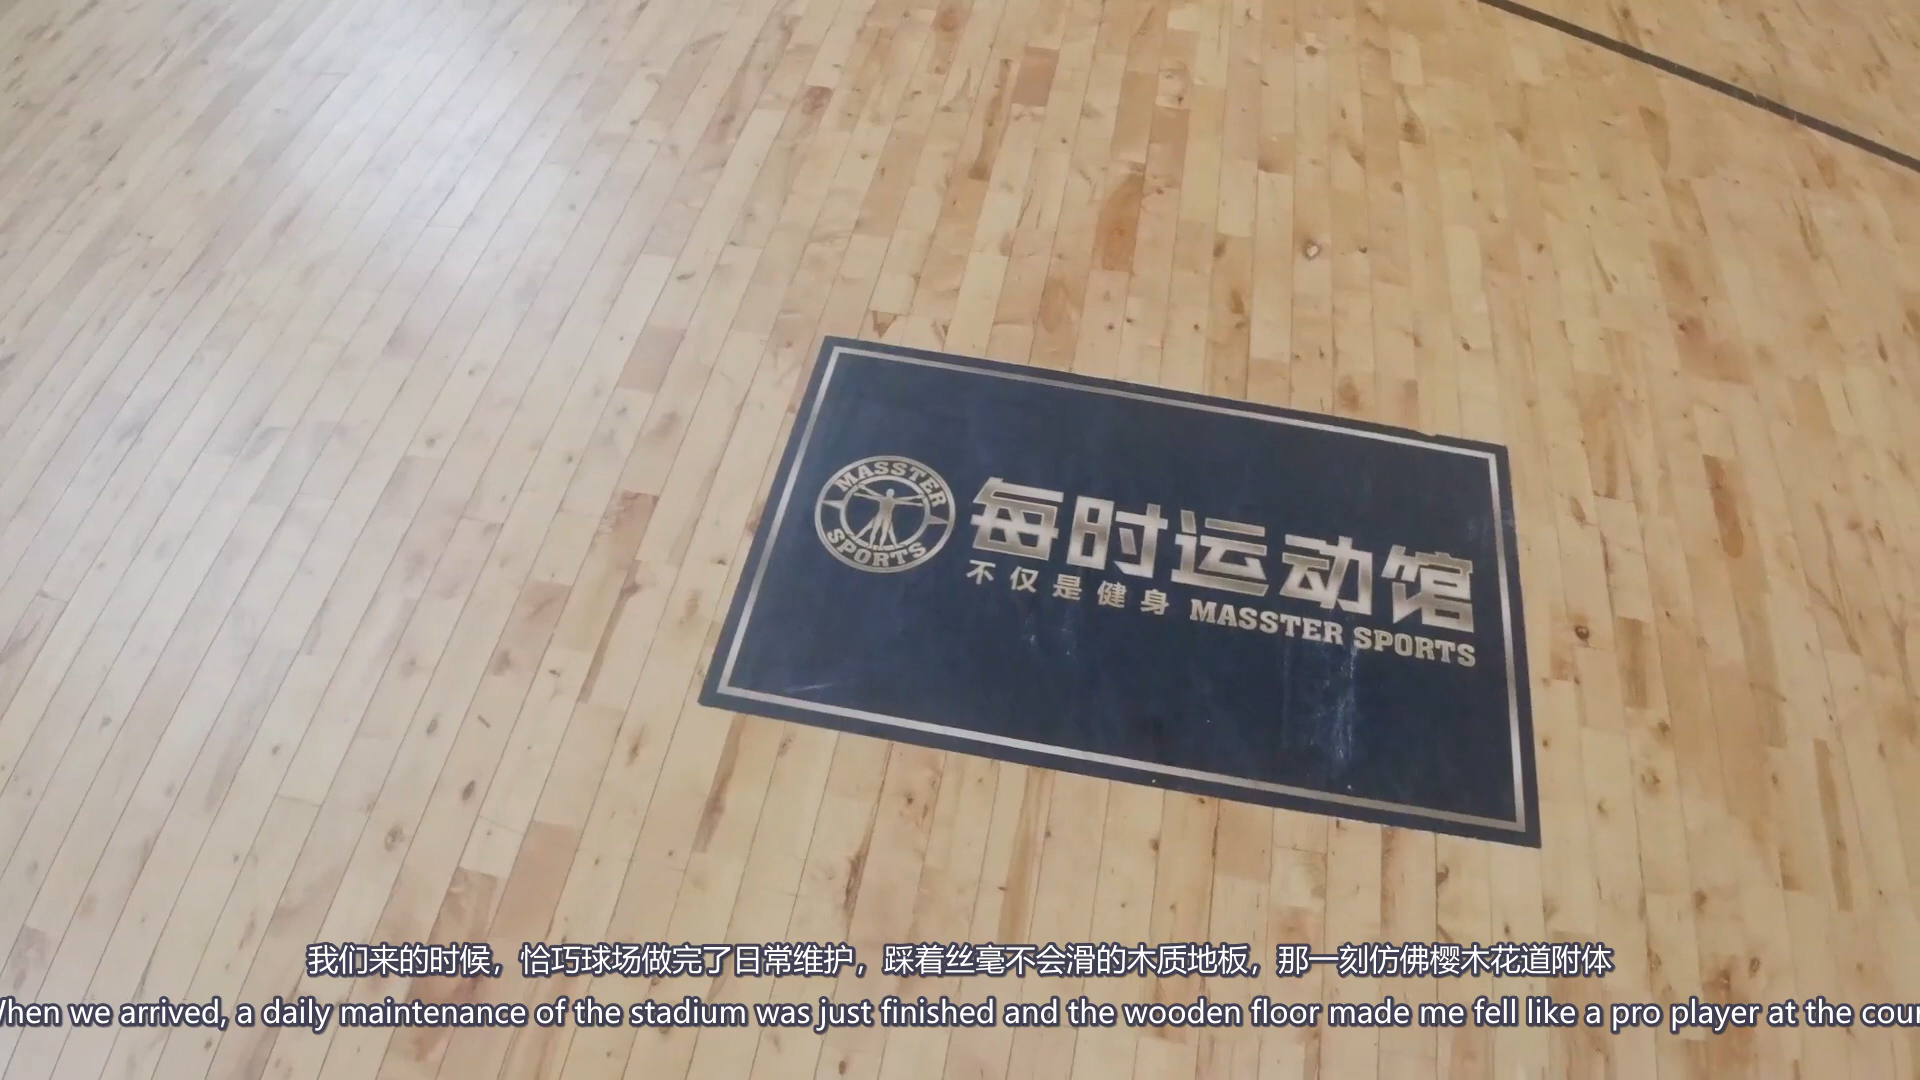 MASSTER
SPORTS
每时运动馆
不仅是健身 MASSTER SPORTS
我们来的时候，恰巧球场做完了日常维护，踩着丝毫不会滑的木质地板，那一刻仿佛樱木花道附体
when we arrived, a daily maintenance of the stadium was just finished and the wooden floor made me fell like a pro player at the cour